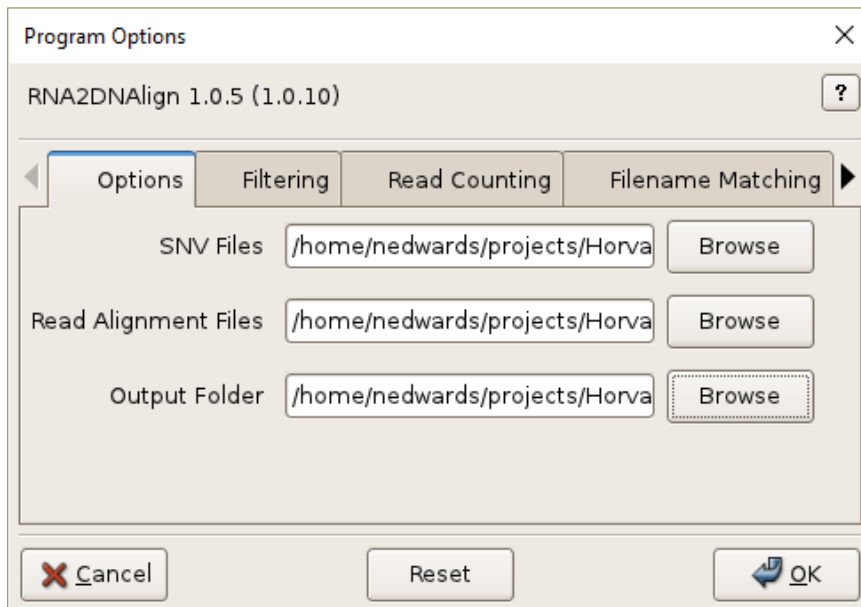 Program Options
RNA2DNAlign 1.0.5 (1.0.10)
?
Options Filtering Read Counting Filename Matching
SNV Files /home/nedwards/projects/Horva Browse
Read Alignment Files /home/nedwards/projects/Horva Browse
Output Folder /home/nedwards/projects/Horva Browse
Cancel Reset OK